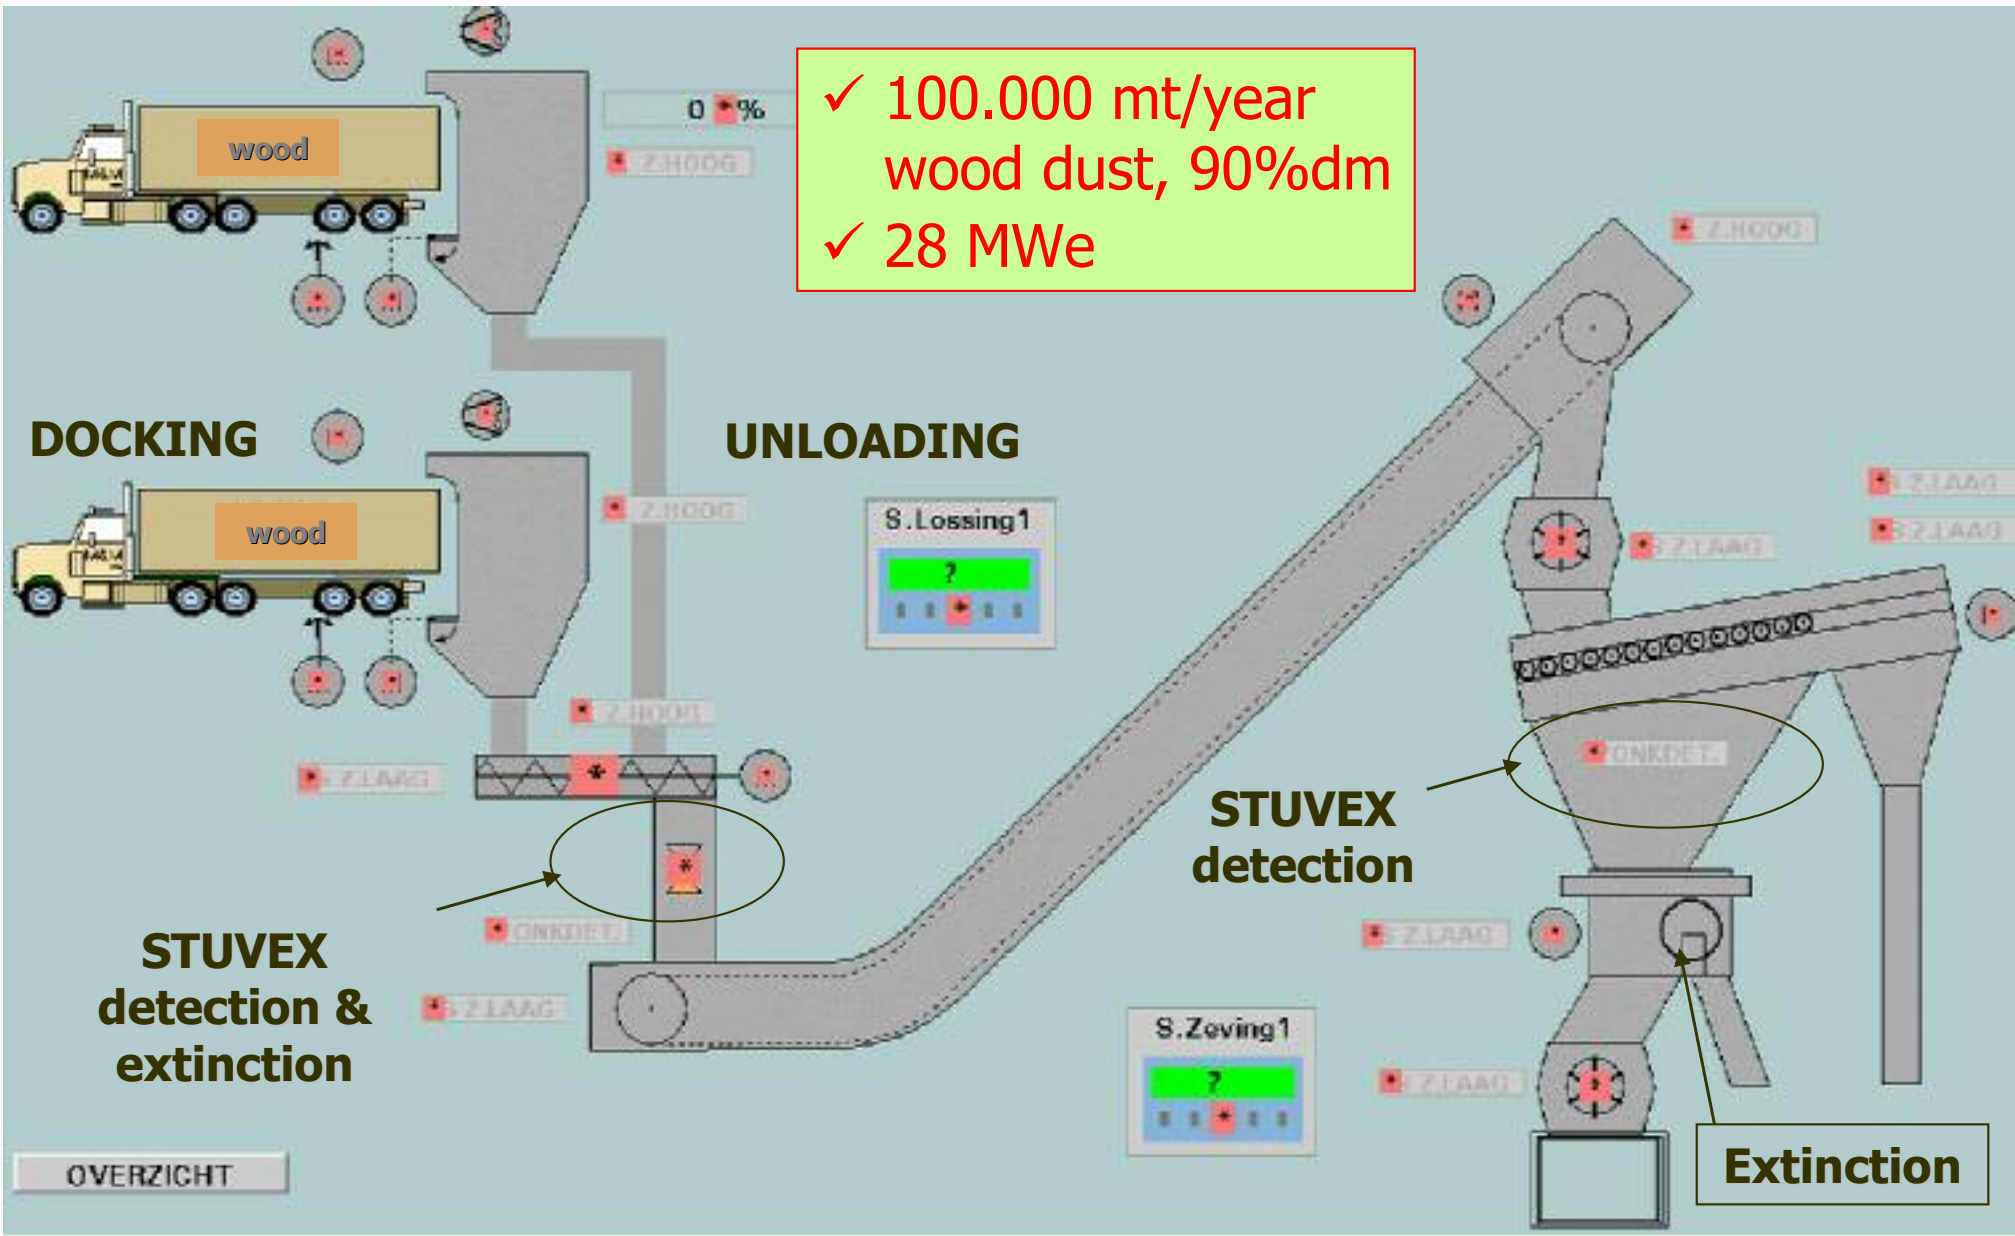 ✓ 100.000 mt/year
wood dust, 90%dm
✓ 28 MWe
0 * %
wood
* Z.HOOG
* Z.HOOG
DOCKING
UNLOADING
* Z.HOOG
S.Lossing1
?
wood
* Z.LAAG
* Z.LAAG
* Z.LAAG
* Z.HOOG
* Z.LAAG
* ONKDET.
STUVEX
detection
STUVEX
detection &
extinction
* ONKDET.
* Z.LAAG
* Z.LAAG
S.Zeving1
?
* Z.LAAG
OVERZICHT
Extinction